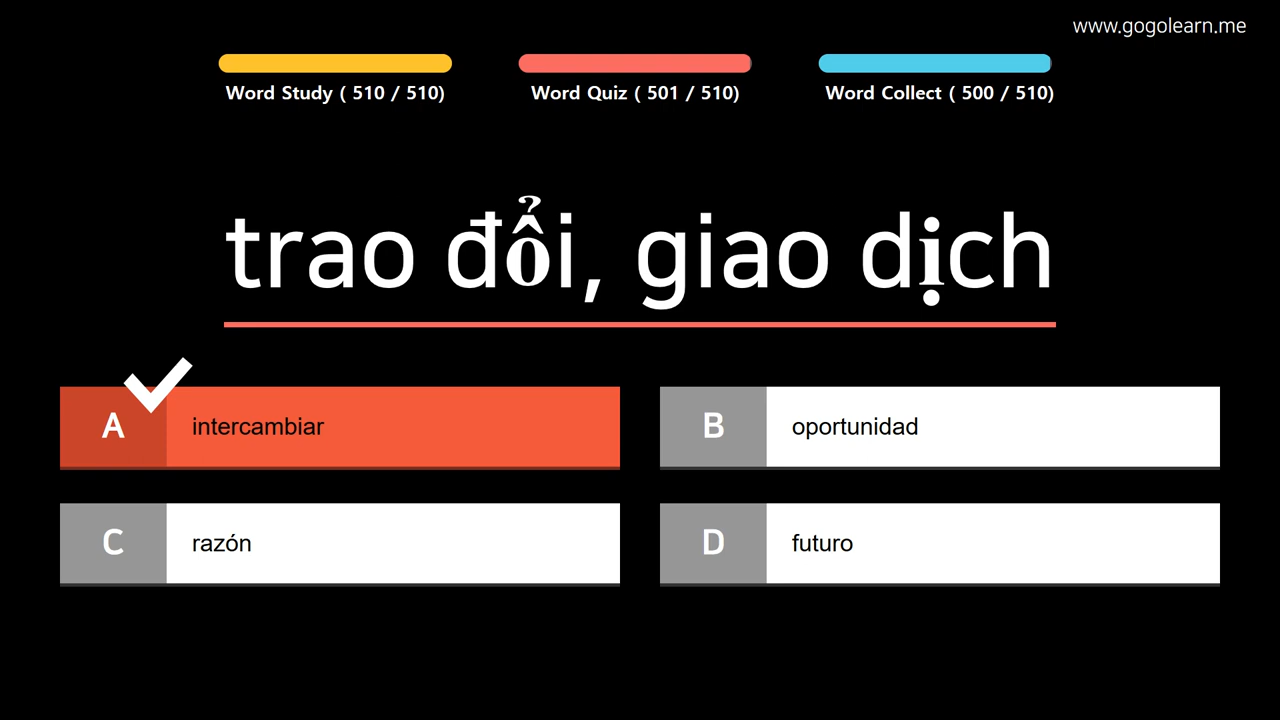 www.gogolearn.me
Word Study ( 510 / 510)
Word Quiz ( 501 / 510)
Word Collect ( 500 / 510)
trao đổi, giao dịch
A
intercambiar
B
oportunidad
C
razón
D
futuro